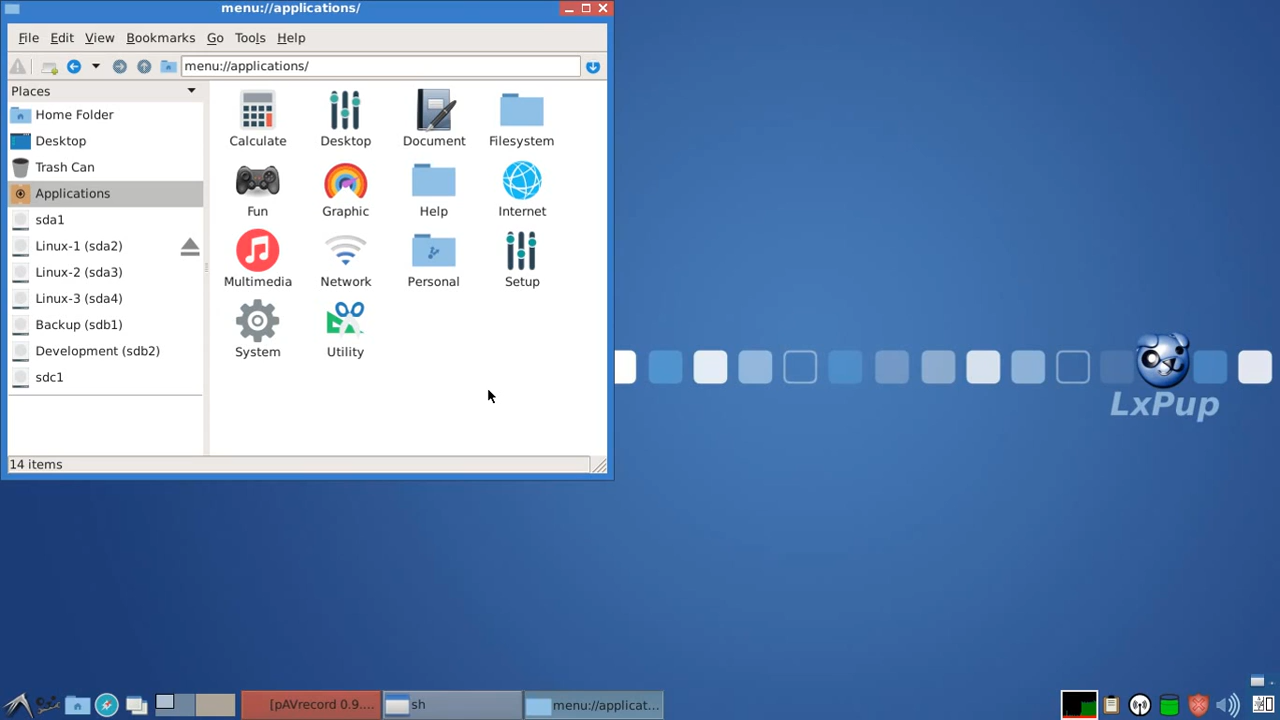 menu://applications/
File Edit View Bookmarks Go Tools Help
menu://applications/
Places
Home Folder
Desktop
Trash Can
Applications
sda1
Linux-1 (sda2)
Linux-2 (sda3)
Linux-3 (sda4)
Backup (sdb1)
Development (sdb2)
sdc1
Calculate Desktop Document Filesystem
Fun Graphic Help Internet
Multimedia Network Personal Setup
System Utility
14 items
LxPup
[pAVrecord 0.9.... sh menu://applicat...